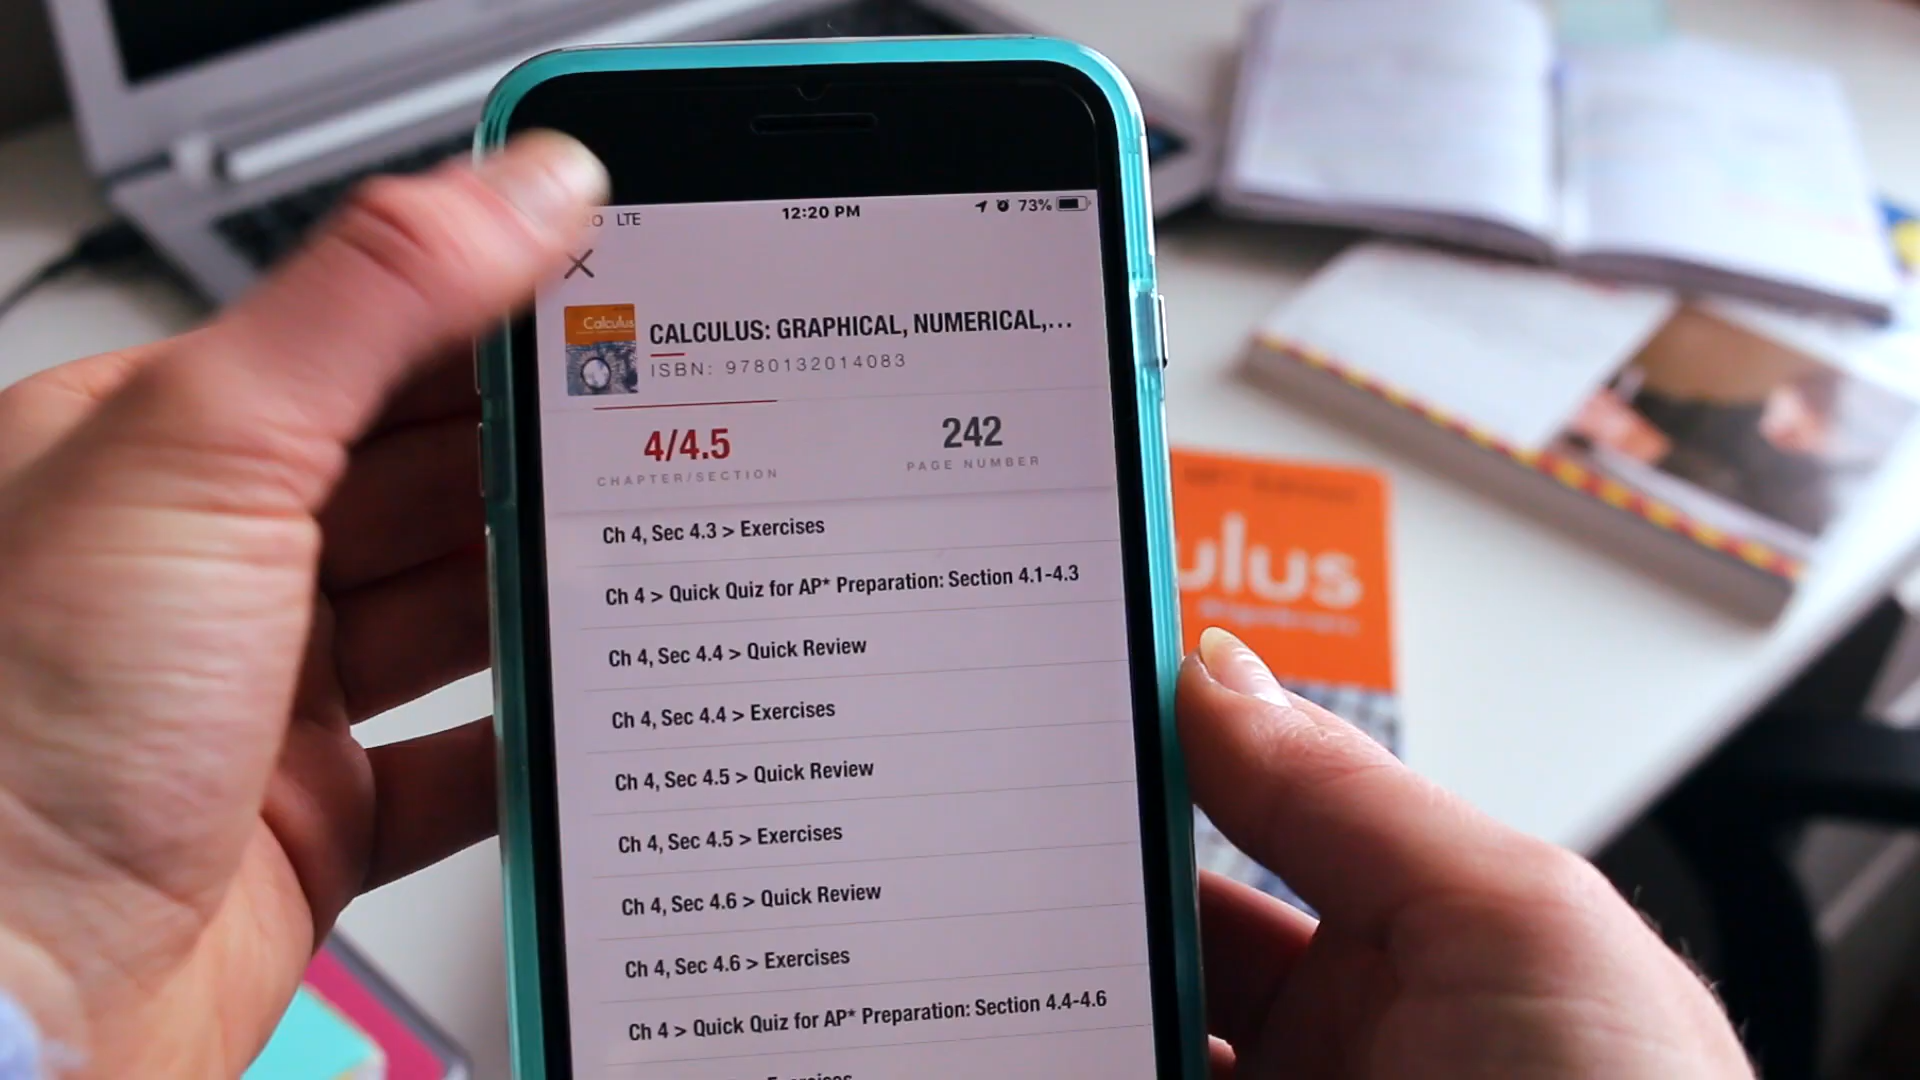 LTE 12:20 PM 73%
Calculus
CALCULUS: GRAPHICAL, NUMERICAL,...
ISBN: 9780132014083
4/4.5 242
CHAPTER/SECTION PAGE NUMBER
Ch 4, Sec 4.3 > Exercises
Ch 4 > Quick Quiz for AP* Preparation: Section 4.1-4.3
Ch 4, Sec 4.4 > Quick Review
Ch 4, Sec 4.4 > Exercises
Ch 4, Sec 4.5 > Quick Review
Ch 4, Sec 4.5 > Exercises
Ch 4, Sec 4.6 > Quick Review
Ch 4, Sec 4.6 > Exercises
Ch 4 > Quick Quiz for AP* Preparation: Section 4.4-4.6
Exercises
ulus